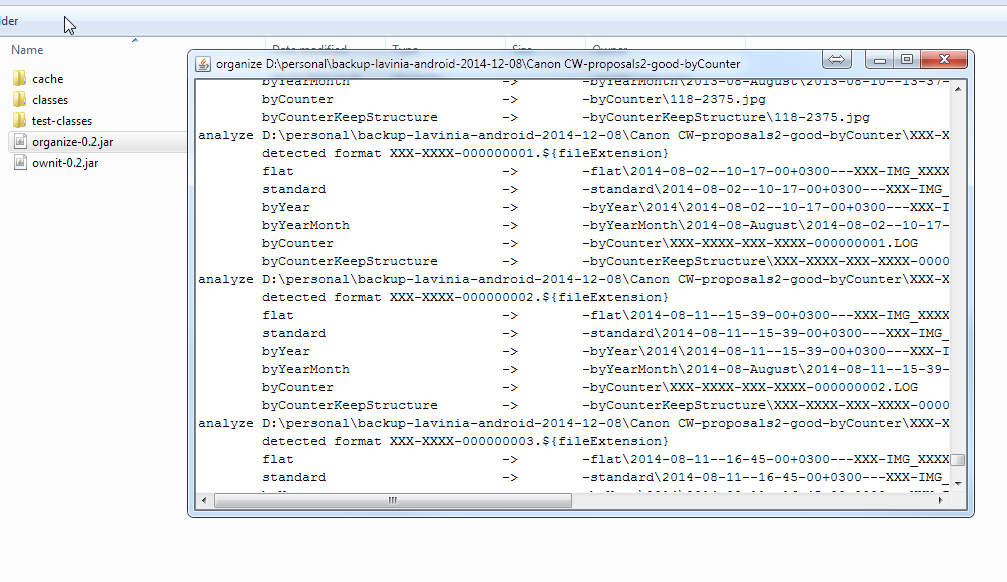 lder
Name
Date modified Type Size Owner
cache
classes
test-classes
organize-0.2.jar
ownit-0.2.jar
organize D:\personal\backup-lavinia-android-2014-12-08\Canon CW-proposals2-good-byCounter
byYearMonth -> -byYearMonth\2013-08-August\2013-08-10--13-37-
byCounter -> -byCounter\118-2375.jpg
byCounterKeepStructure -> -byCounterKeepStructure\118-2375.jpg
analyze D:\personal\backup-lavinia-android-2014-12-08\Canon CW-proposals2-good-byCounter\XXX-X
detected format XXX-XXXX-000000001.${fileExtension}
flat -> -flat\2014-08-02--10-17-00+0300---XXX-IMG_XXXX
standard -> -standard\2014-08-02--10-17-00+0300---XXX-IMG_
byYear -> -byYear\2014\2014-08-02--10-17-00+0300---XXX-I
byYearMonth -> -byYearMonth\2014-08-August\2014-08-02--10-17-
byCounter -> -byCounter\XXX-XXXX-XXX-XXXX-000000001.LOG
byCounterKeepStructure -> -byCounterKeepStructure\XXX-XXXX-XXX-XXXX-0000
analyze D:\personal\backup-lavinia-android-2014-12-08\Canon CW-proposals2-good-byCounter\XXX-X
detected format XXX-XXXX-000000002.${fileExtension}
flat -> -flat\2014-08-11--15-39-00+0300---XXX-IMG_XXXX
standard -> -standard\2014-08-11--15-39-00+0300---XXX-IMG_
byYear -> -byYear\2014\2014-08-11--15-39-00+0300---XXX-I
byYearMonth -> -byYearMonth\2014-08-August\2014-08-11--15-39-
byCounter -> -byCounter\XXX-XXXX-XXX-XXXX-000000002.LOG
byCounterKeepStructure -> -byCounterKeepStructure\XXX-XXXX-XXX-XXXX-0000
analyze D:\personal\backup-lavinia-android-2014-12-08\Canon CW-proposals2-good-byCounter\XXX-X
detected format XXX-XXXX-000000003.${fileExtension}
flat -> -flat\2014-08-11--16-45-00+0300---XXX-IMG_XXXX
standard -> -standard\2014-08-11--16-45-00+0300---XXX-IMG_